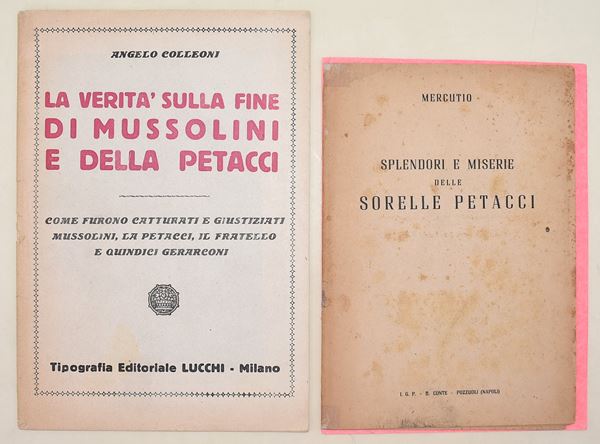 ANGELO COLLEONI
LA VERITA' SULLA FINE
DI MUSSOLINI
E DELLA PETACCI
COME FURONO CATTURATI E GIUSTIZIATI
MUSSOLINI, LA PETACCI, IL FRATELLO
E QUINDICI GERARCONI
Tipografia Editoriale LUCCHI - Milano
MERCUTIO
SPLENDORI E MISERIE
DELLE
SORELLE PETACCI
I. G. P. - B. CONTE - POZZUOLI (NAPOLI)